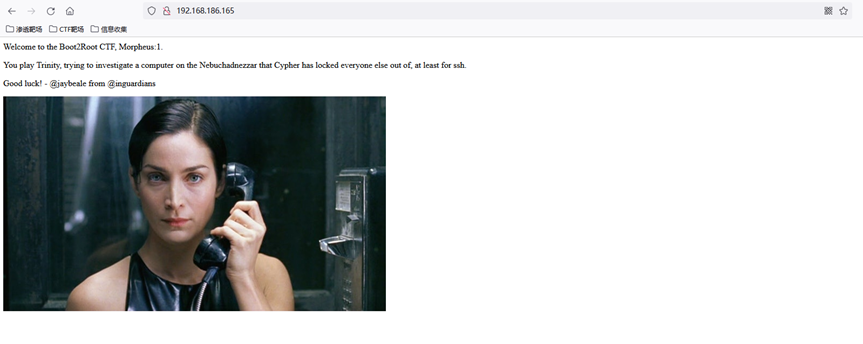 192.168.186.165
渗透靶场 CTF靶场 信息收集
Welcome to the Boot2Root CTF, Morpheus:1.
You play Trinity, trying to investigate a computer on the Nebuchadnezzar that Cypher has locked everyone else out of, at least for ssh.
Good luck! - @jaybeale from @inguardians